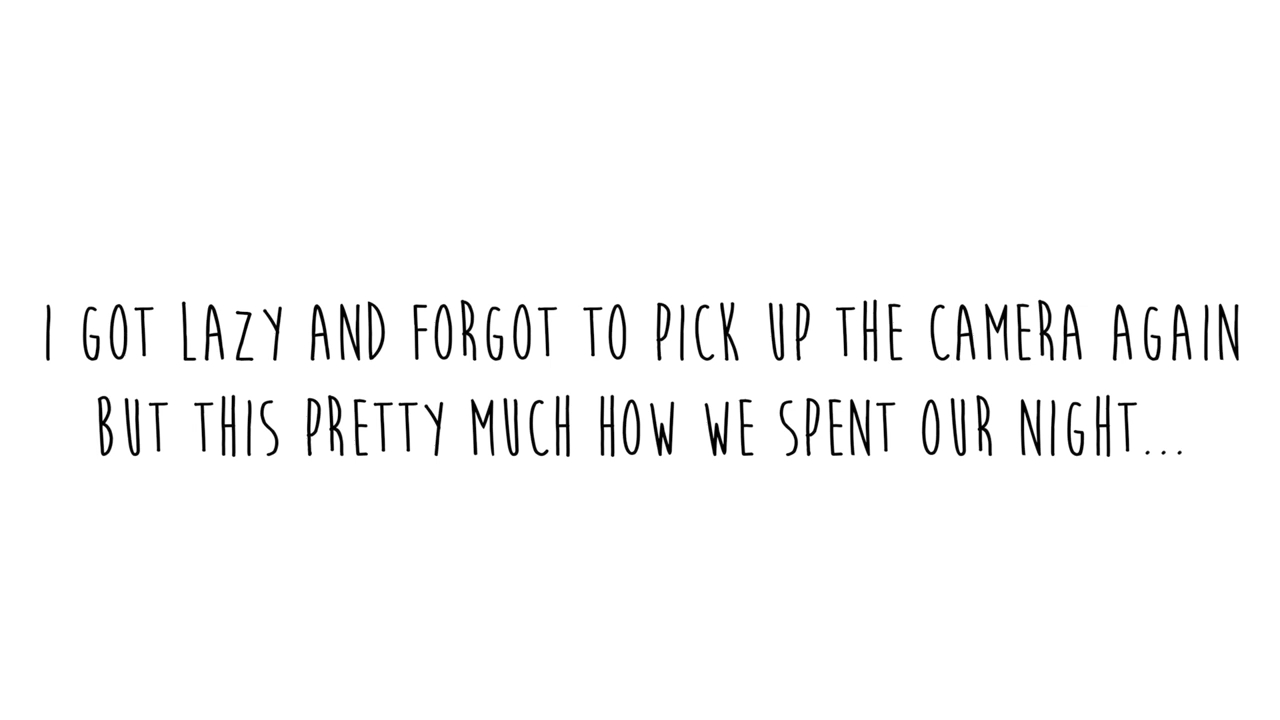 I GOT LAZY AND FORGOT TO PICK UP THE CAMERA AGAIN
BUT THIS PRETTY MUCH HOW WE SPENT OUR NIGHT...